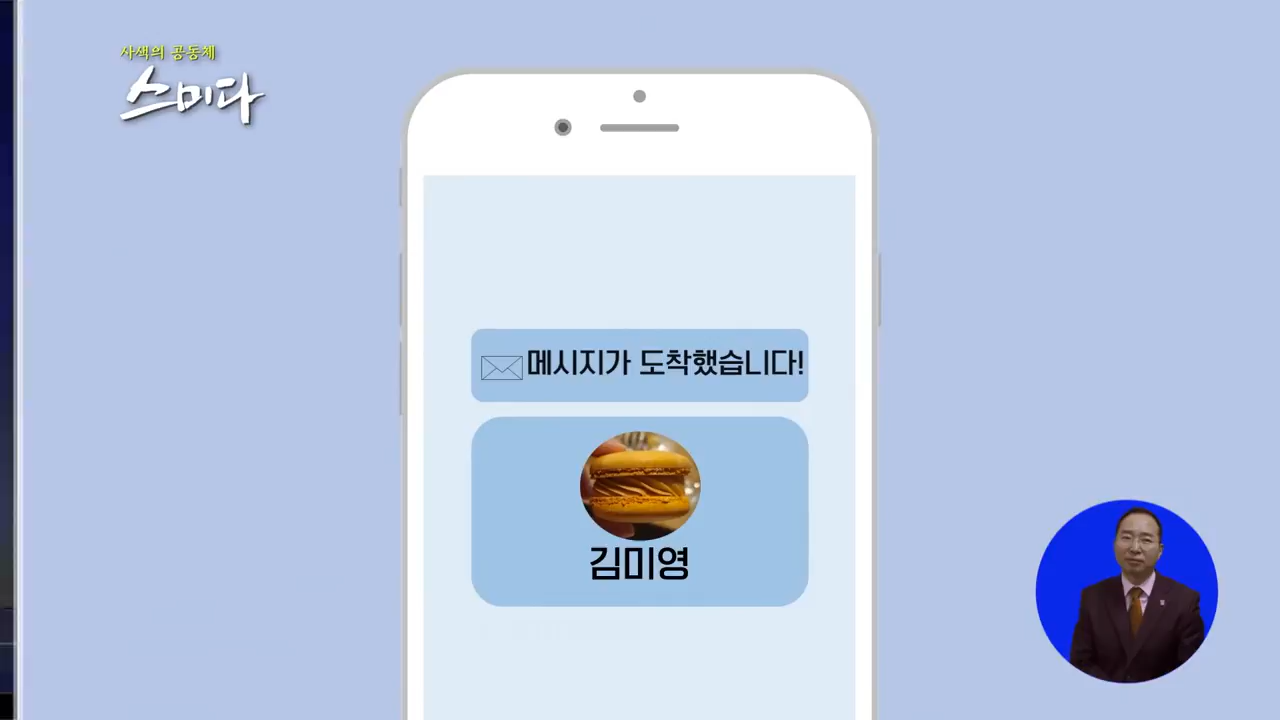 사색의 공동체
스미다
메시지가 도착했습니다!
김미영